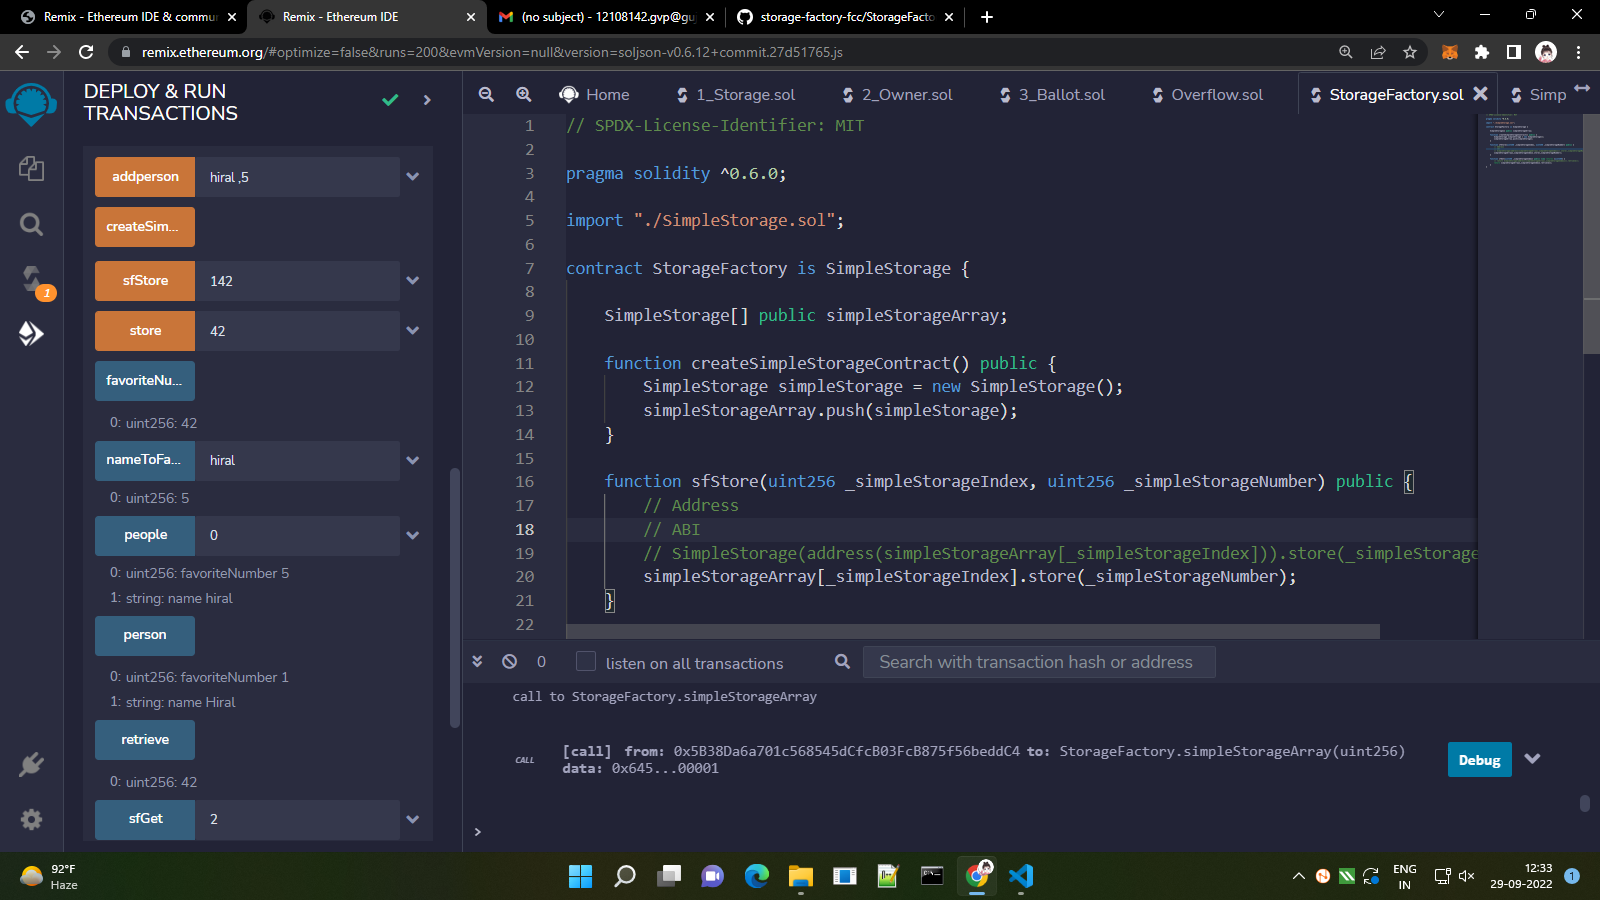 Remix - Ethereum IDE & commu
Remix - Ethereum IDE
(no subject) - 12108142.gvp@gu
storage-factory-fcc/StorageFacto
remix.ethereum.org/#optimize=false&runs=200&evmVersion=null&version=soljson-v0.6.12+commit.27d51765.js
DEPLOY & RUN
TRANSACTIONS
addperson
hiral ,5
createSim...
sfStore
142
store
42
favoriteNu...
0: uint256: 42
nameToFa...
hiral
0: uint256: 5
people
0
0: uint256: favoriteNumber 5
1: string: name hiral
person
0: uint256: favoriteNumber 1
1: string: name Hiral
retrieve
0: uint256: 42
sfGet
2
1
Home
1_Storage.sol
2_Owner.sol
3_Ballot.sol
Overflow.sol
StorageFactory.sol
Simp
1 // SPDX-License-Identifier: MIT
2
3 pragma solidity ^0.6.0;
4
5 import "./SimpleStorage.sol";
6
7 contract StorageFactory is SimpleStorage {
8
9 SimpleStorage[] public simpleStorageArray;
10
11 function createSimpleStorageContract() public {
12 SimpleStorage simpleStorage = new SimpleStorage();
13 simpleStorageArray.push(simpleStorage);
14 }
15
16 function sfStore(uint256 _simpleStorageIndex, uint256 _simpleStorageNumber) public {
17 // Address
18 // ABI
19 // SimpleStorage(address(simpleStorageArray[_simpleStorageIndex])).store(_simpleStorage
20 simpleStorageArray[_simpleStorageIndex].store(_simpleStorageNumber);
21 }
22
0
listen on all transactions
Search with transaction hash or address
call to StorageFactory.simpleStorageArray
CALL
[call] from: 0x5B38Da6a701c568545dCfcB03FcB875f56beddC4 to: StorageFactory.simpleStorageArray(uint256)
data: 0x645...00001
Debug
>
92°F
Haze
ENG
IN
12:33
29-09-2022
1